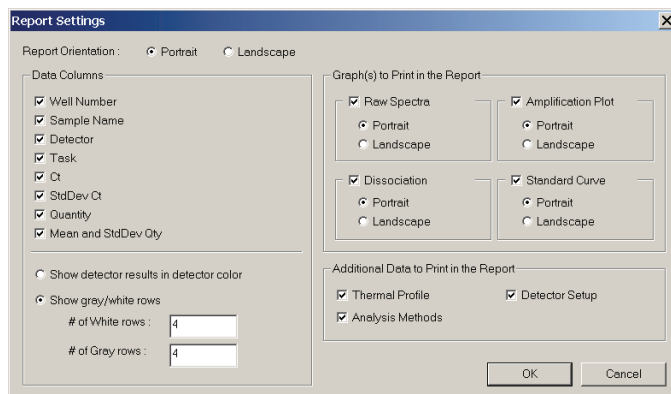 Report Settings
Report Orientation : Portrait Landscape
Data Columns
Well Number
Sample Name
Detector
Task
Ct
StdDev Ct
Quantity
Mean and StdDev Qty
Show detector results in detector color
Show gray/white rows
# of White rows : 4
# of Gray rows : 4
Graph(s) to Print in the Report
Raw Spectra
Portrait
Landscape
Amplification Plot
Portrait
Landscape
Dissociation
Portrait
Landscape
Standard Curve
Portrait
Landscape
Additional Data to Print in the Report
Thermal Profile Detector Setup
Analysis Methods
OK Cancel